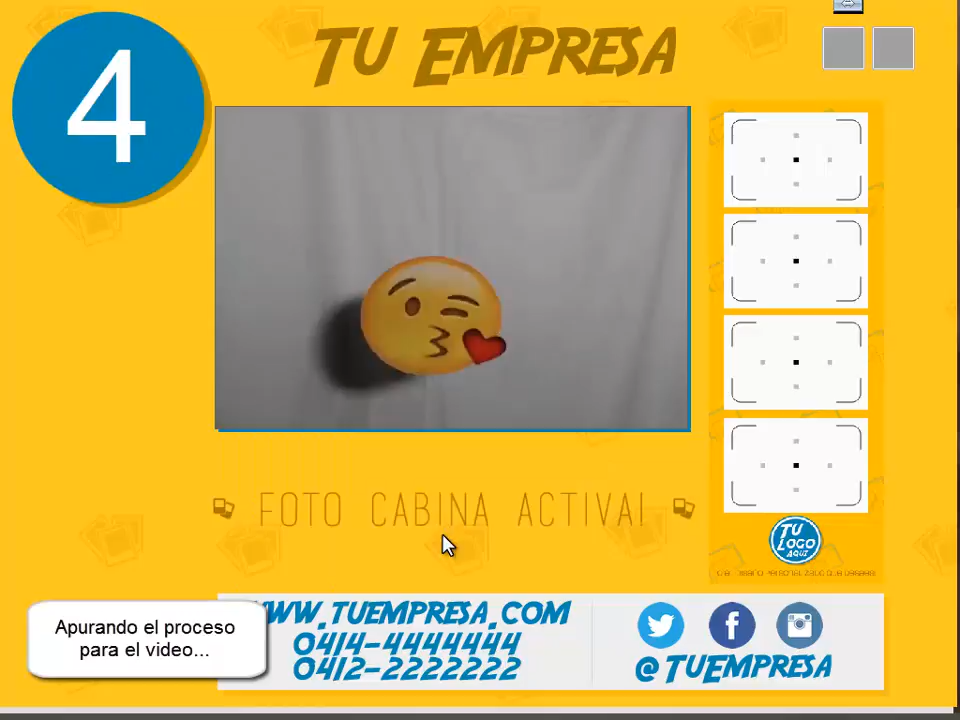 4
TU EMPRESA
FOTO CABINA ACTIVA!
TU
LOGO
AQUÍ
WWW.TUEMPRESA.COM
0414-4444444
0412-2222222
@TUEMPRESA
Apurando el proceso
para el video...